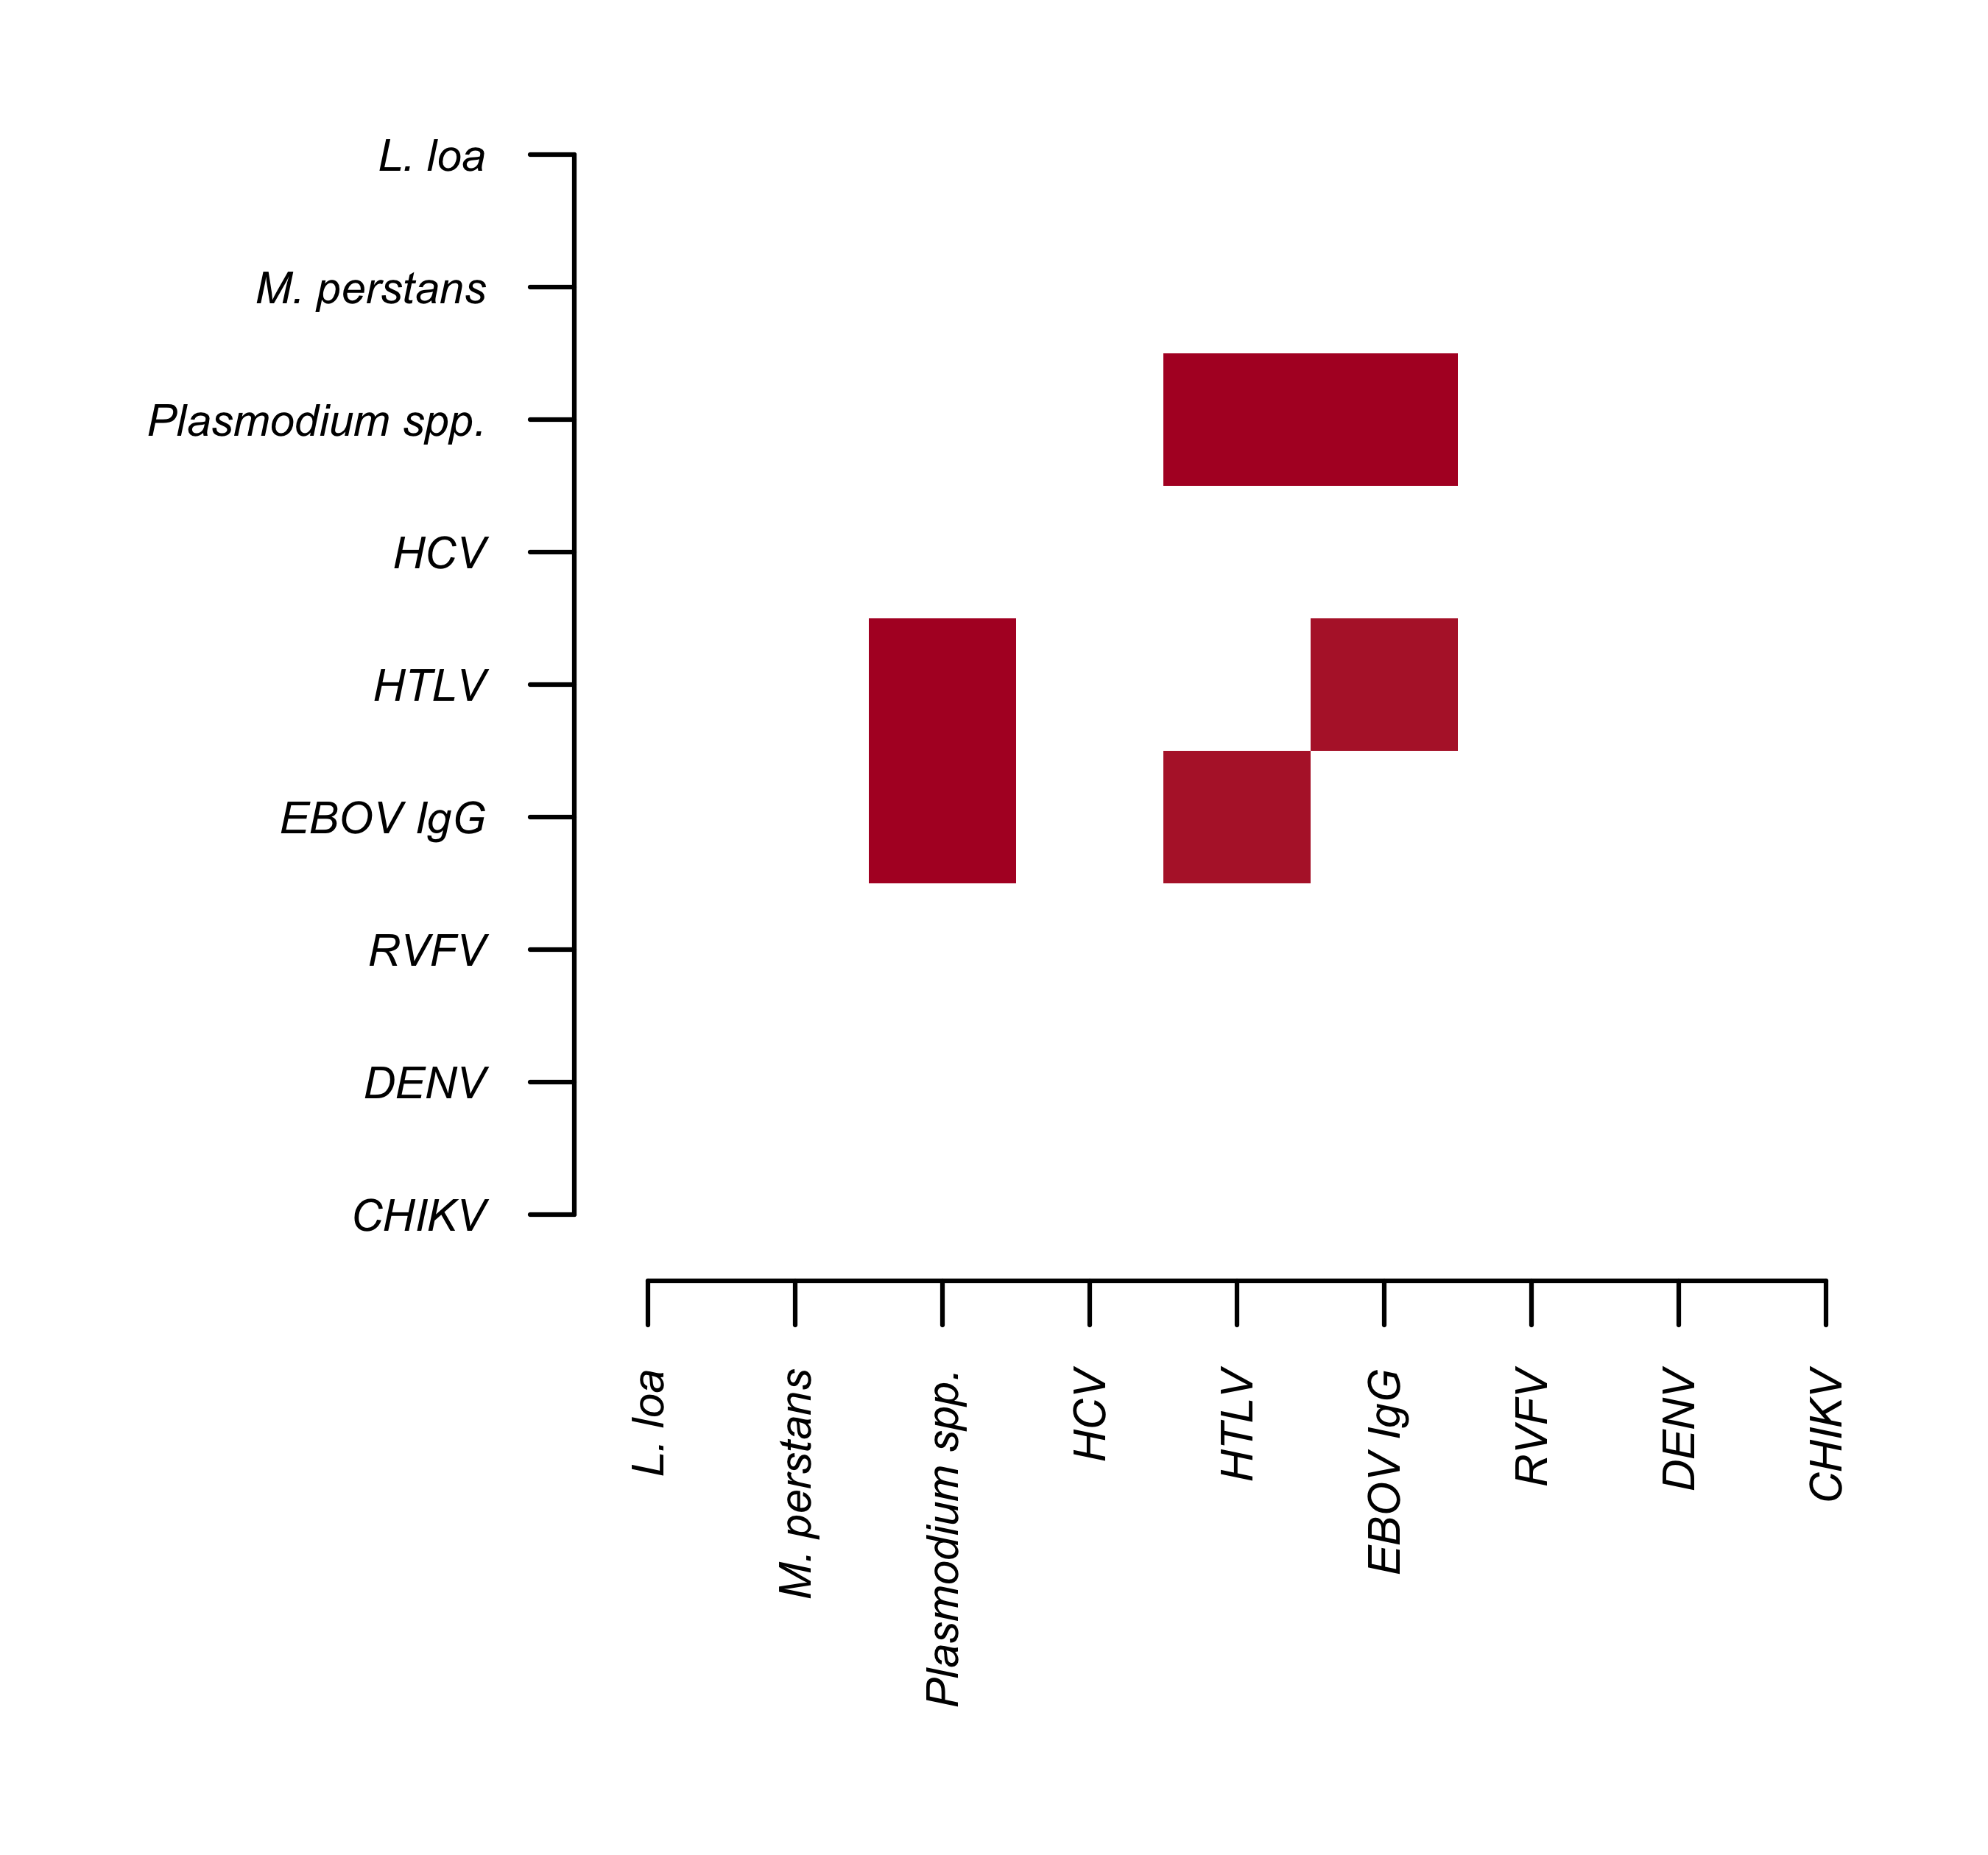 L. loa
M. perstans
Plasmodium spp.
HCV
HTLV
EBOV IgG
RVFV
DENV
CHIKV
L. loa
M. perstans
Plasmodium spp.
HCV
HTLV
EBOV IgG
RVFV
DENV
CHIKV